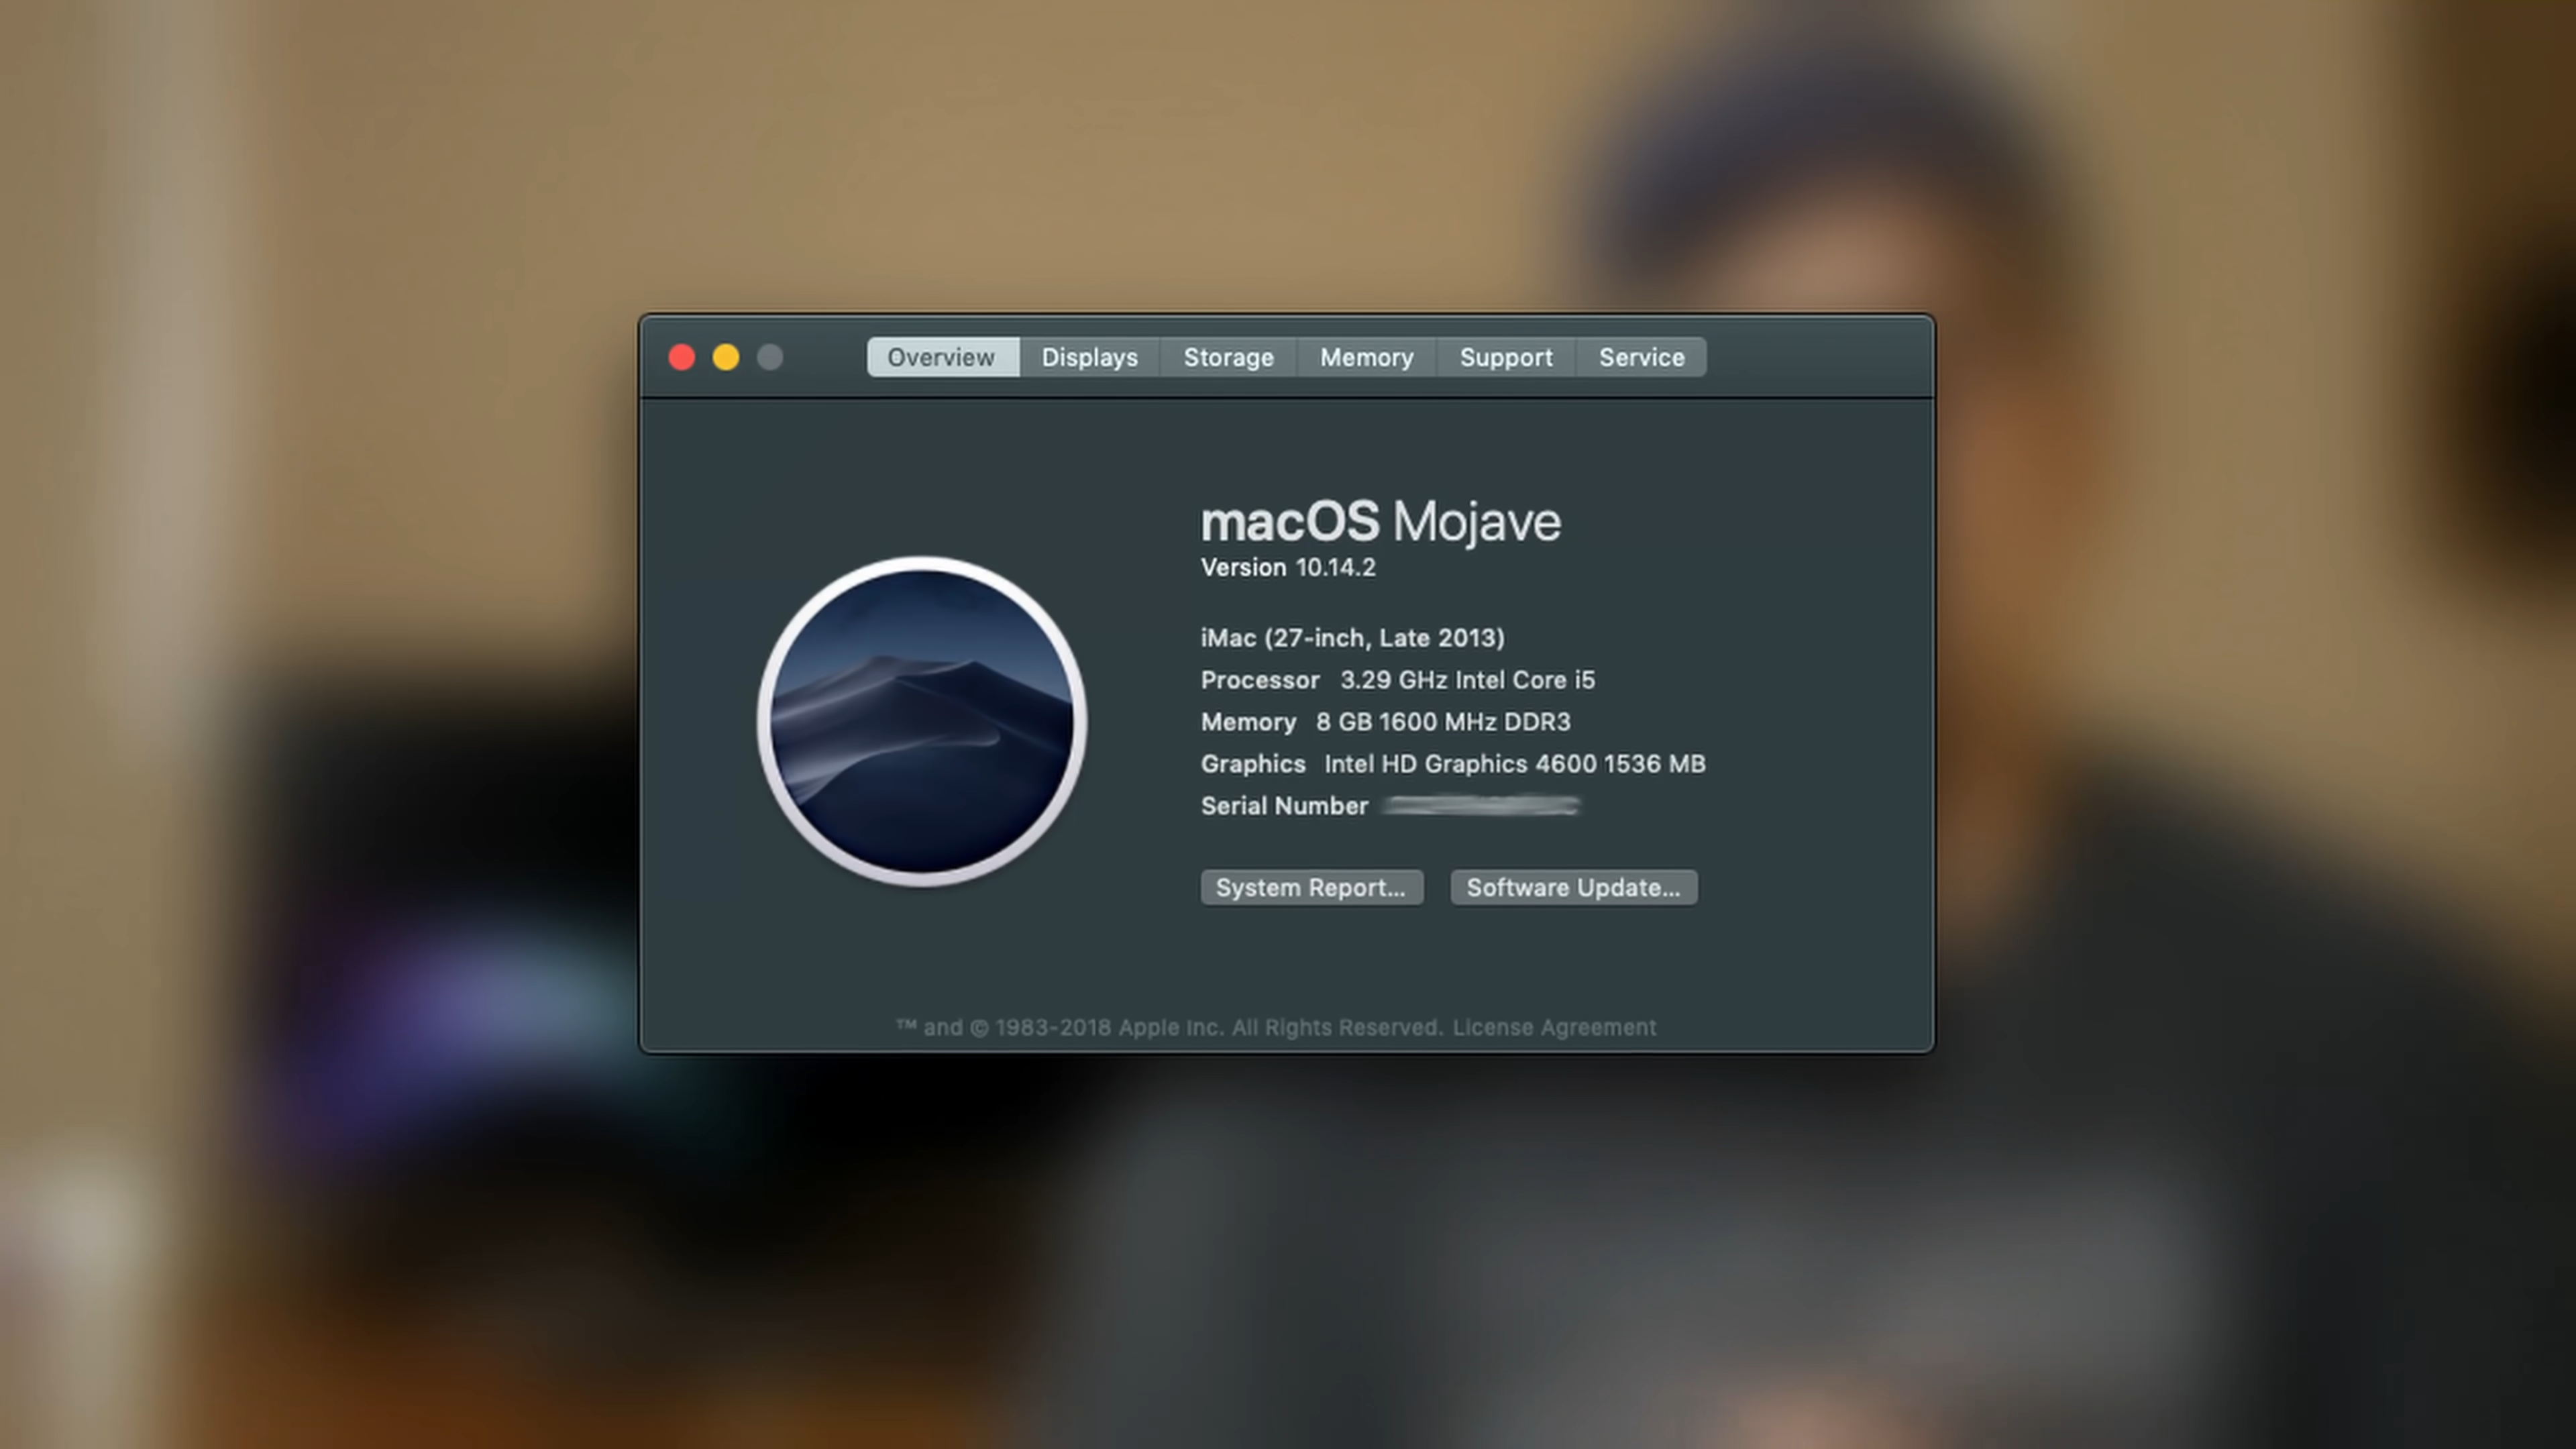 Overview Displays Storage Memory Support Service
macOS Mojave
Version 10.14.2
iMac (27-inch, Late 2013)
Processor 3.29 GHz Intel Core i5
Memory 8 GB 1600 MHz DDR3
Graphics Intel HD Graphics 4600 1536 MB
Serial Number
System Report... Software Update...
™ and © 1983-2018 Apple Inc. All Rights Reserved. License Agreement